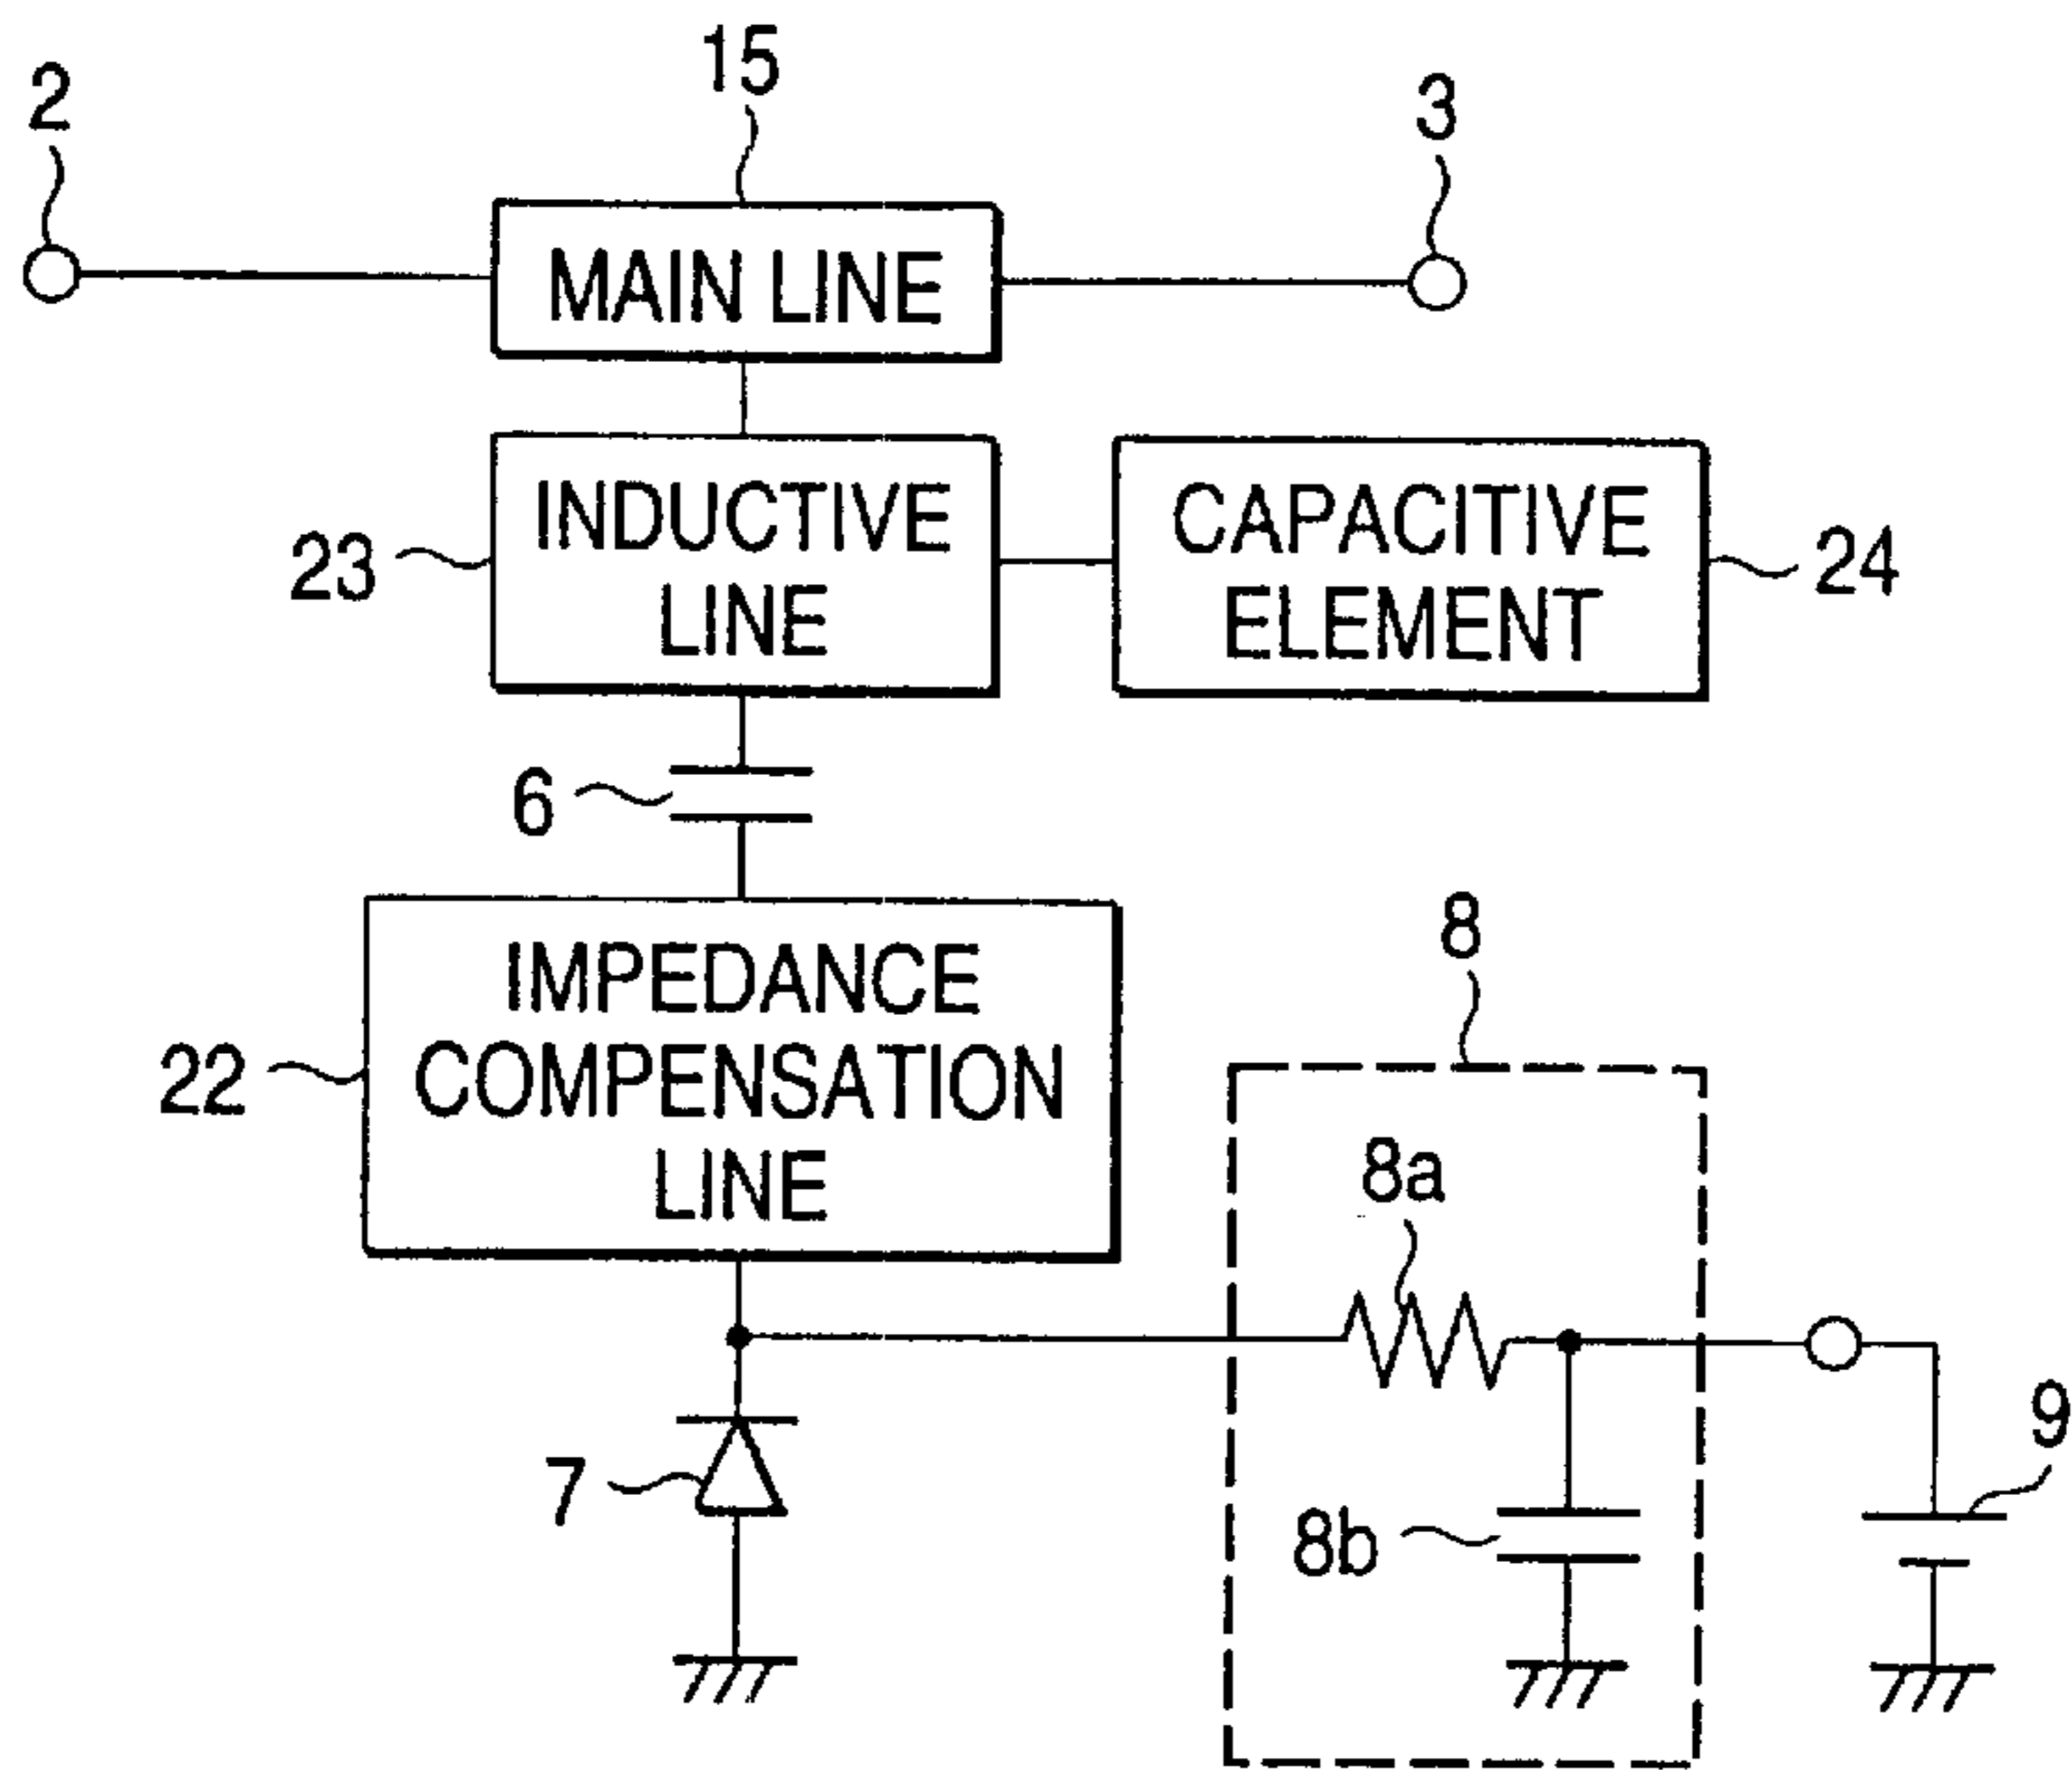 15
2
3
MAIN LINE
INDUCTIVE
LINE
23
CAPACITIVE
ELEMENT
24
6
IMPEDANCE
COMPENSATION
LINE
22
8
8a
7
8b
9